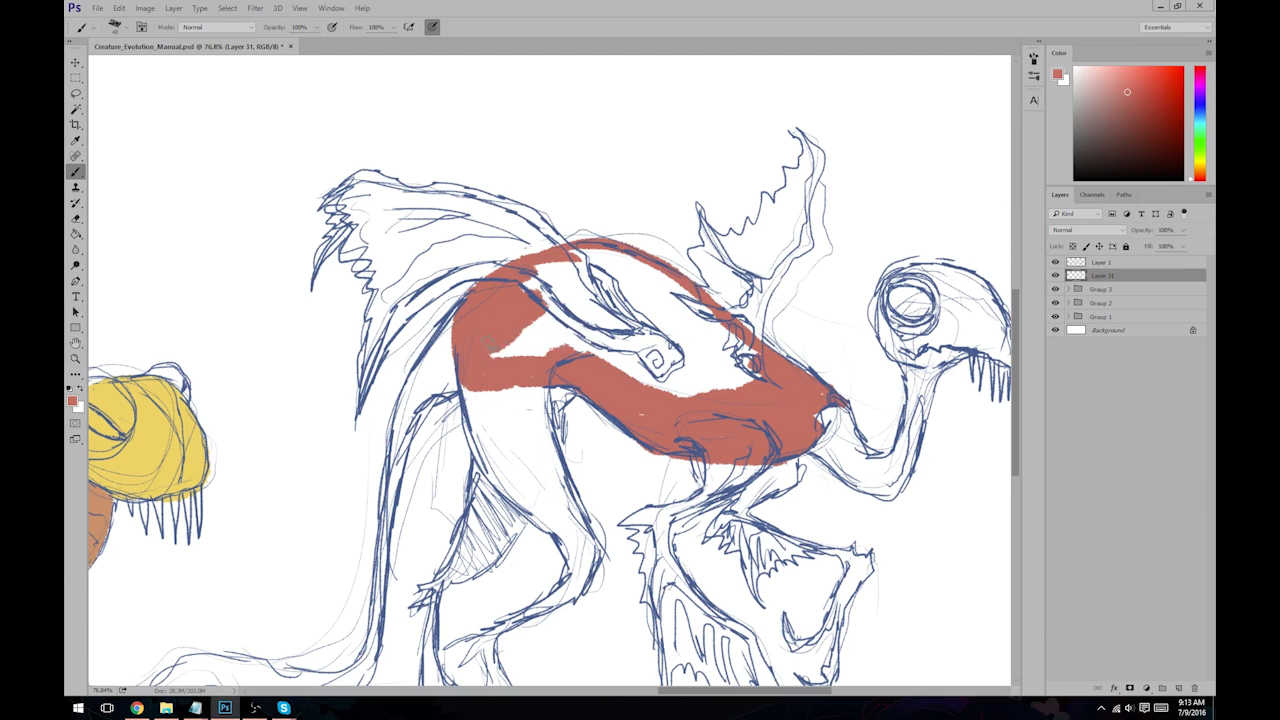 Ps File Edit Image Layer Type Select Filter 3D View Window Help
Mode: Normal Opacity: 100% Flow: 100% Essentials
Creature_Evolution_Manual.psd @ 76.8% (Layer 31, RGB/8) *
Color
Layers Channels Paths
Kind
Normal Opacity: 100%
Lock: Fill: 100%
Layer 1
Layer 31
Group 3
Group 2
Group 1
Background
76.84% Doc: 28.3M/203.0M
9:13 AM
7/9/2016